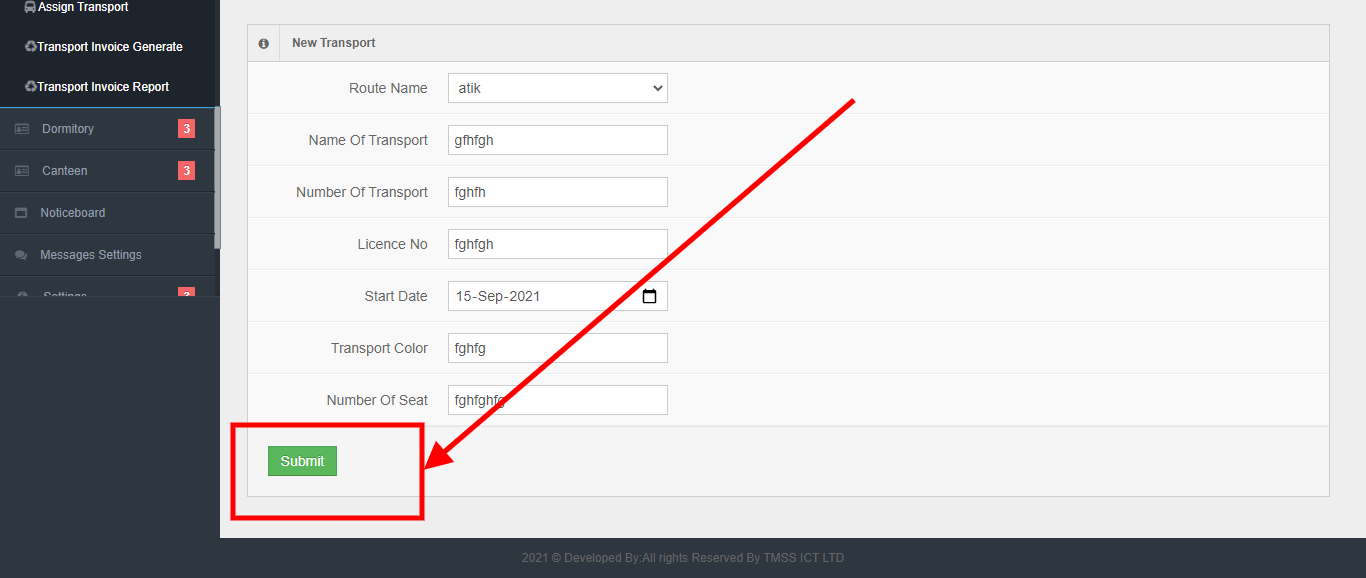 Assign Transport
Transport Invoice Generate
Transport Invoice Report
Dormitory 3
Canteen 3
Noticeboard
Messages Settings
Settings 3
New Transport
Route Name atik
Name Of Transport gfhfgh
Number Of Transport fghfh
Licence No fghfgh
Start Date 15-Sep-2021
Transport Color fghfg
Number Of Seat fghfghfg
Submit
2021 © Developed By:All rights Reserved By TMSS ICT LTD